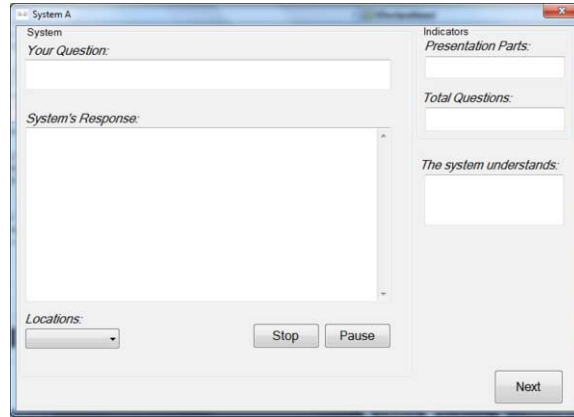 System A
System
Your Question:
System's Response:
Locations:
Stop
Pause
Indicators
Presentation Parts:
Total Questions:
The system understands:
Next